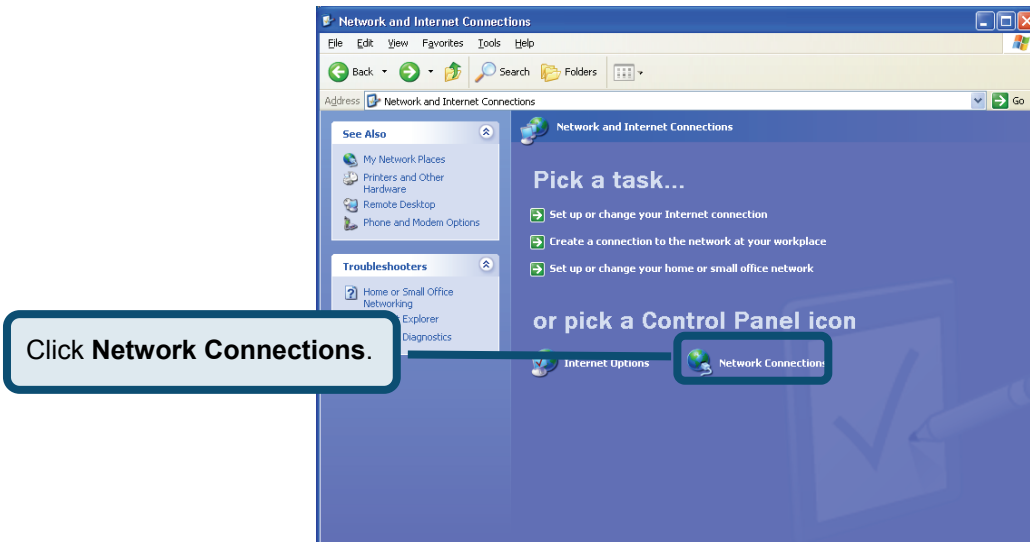 Network and Internet Connections
File Edit View Favorites Tools Help
Back Search Folders
Address Network and Internet Connections Go
See Also
My Network Places
Printers and Other
Hardware
Remote Desktop
Phone and Modem Options
Troubleshooters
Home or Small Office
Networking
Explorer
Diagnostics
Network and Internet Connections
Pick a task...
Set up or change your Internet connection
Create a connection to the network at your workplace
Set up or change your home or small office network
or pick a Control Panel icon
Internet Options Network Connections
Click Network Connections.